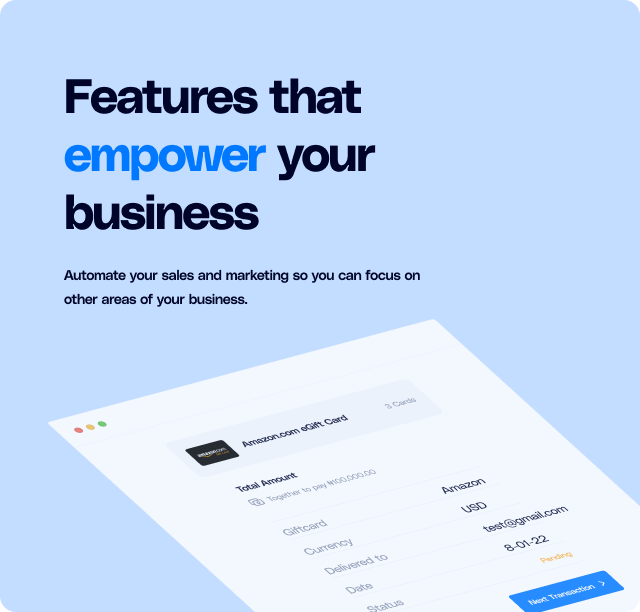 Features that
empower your
business
Automate your sales and marketing so you can focus on
other areas of your business.
amazon.com
Amazon.com eGift Card
3 Cards
Total Amount
Together to pay ₦100,000.00
Giftcard
Amazon
Currency
USD
Delivered to
test@gmail.com
Date
8-01-22
Status
Pending
Next Transaction